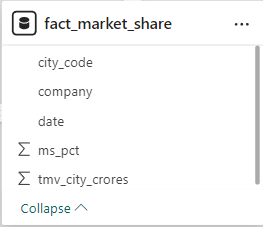 fact_market_share
city_code
company
date
ms_pct
tmv_city_crores
Collapse